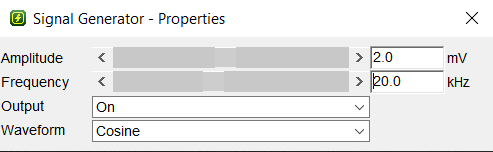 Signal Generator - Properties
Amplitude 2.0 mV
Frequency 20.0 kHz
Output On
Waveform Cosine